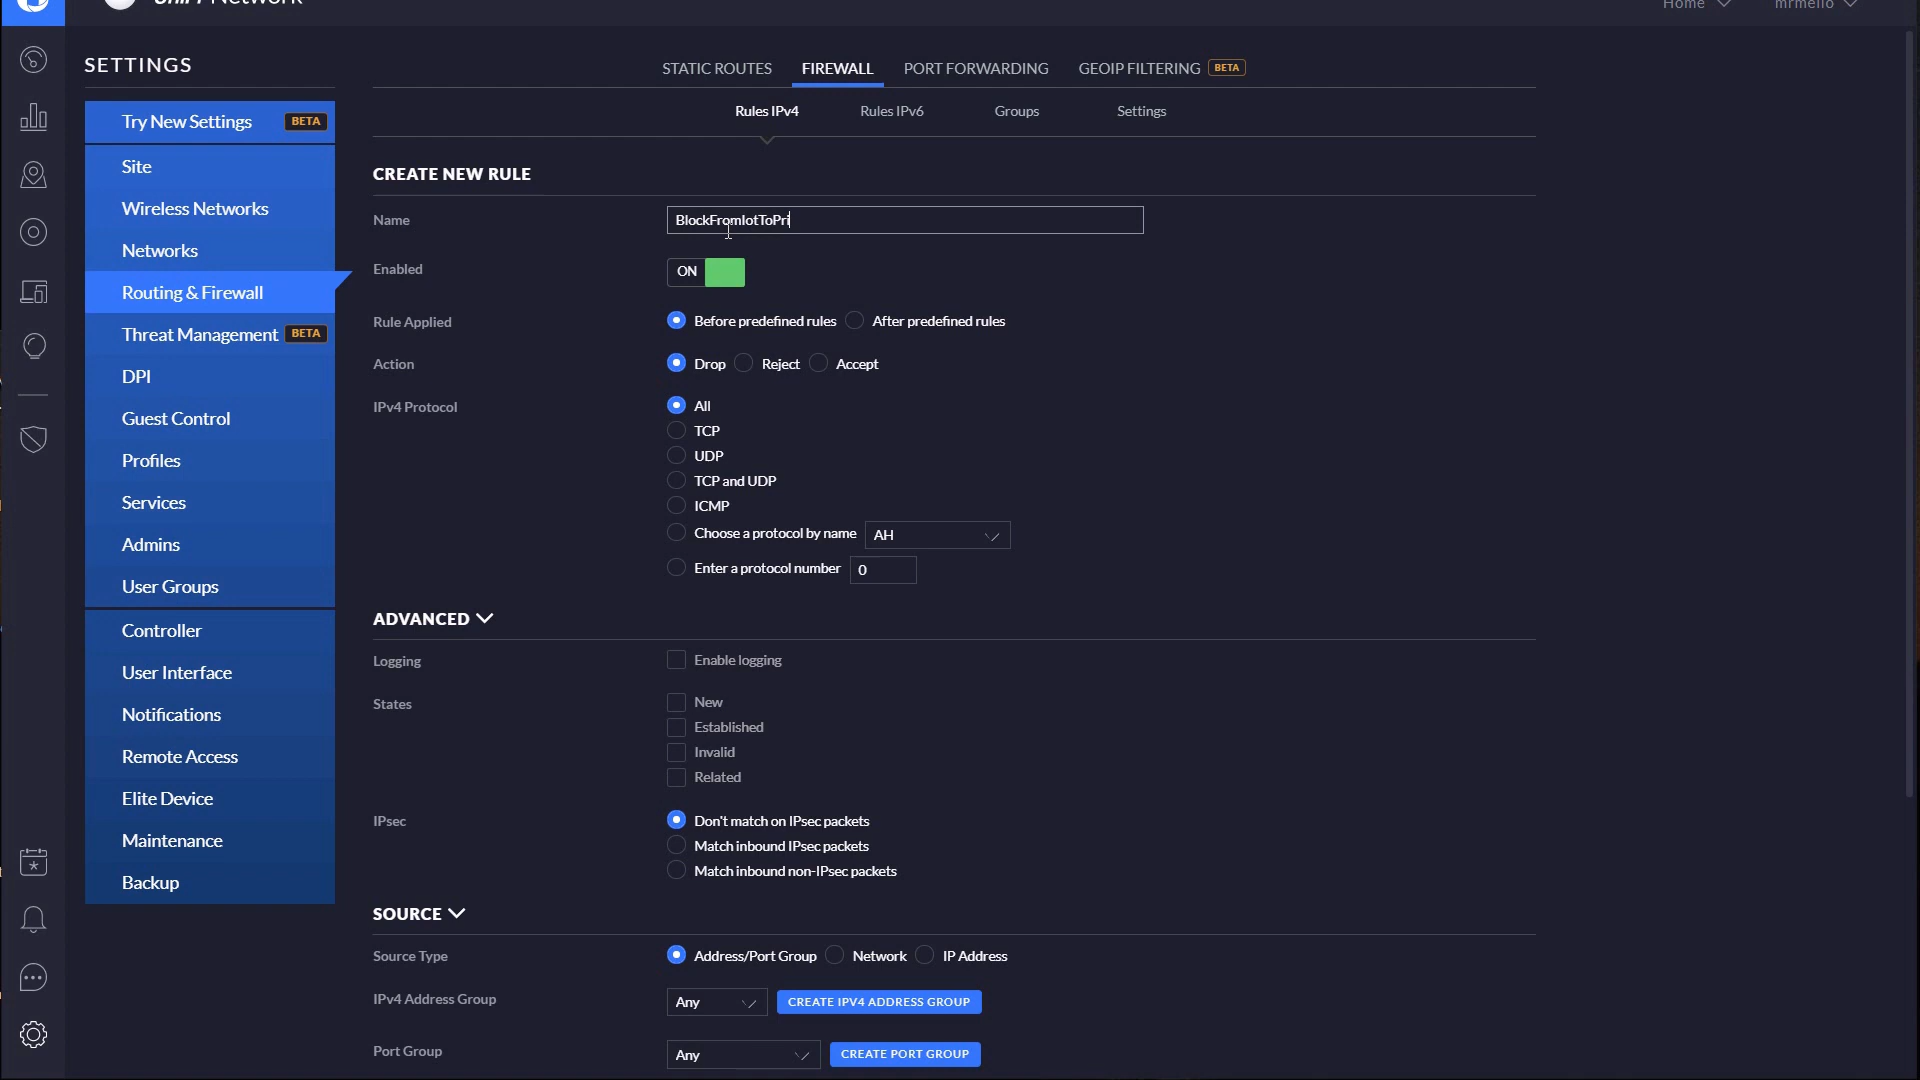 UniFi Network
Home
mrmello
SETTINGS
STATIC ROUTES
FIREWALL
PORT FORWARDING
GEOIP FILTERING BETA
Try New Settings BETA
Site
Wireless Networks
Networks
Routing & Firewall
Threat Management BETA
DPI
Guest Control
Profiles
Services
Admins
User Groups
Controller
User Interface
Notifications
Remote Access
Elite Device
Maintenance
Backup
Rules IPv4
Rules IPv6
Groups
Settings
CREATE NEW RULE
Name
BlockFromIotToPri
Enabled
ON
Rule Applied
Before predefined rules
After predefined rules
Action
Drop
Reject
Accept
IPv4 Protocol
All
TCP
UDP
TCP and UDP
ICMP
Choose a protocol by name
AH
Enter a protocol number
0
ADVANCED
Logging
Enable logging
States
New
Established
Invalid
Related
IPsec
Don't match on IPsec packets
Match inbound IPsec packets
Match inbound non-IPsec packets
SOURCE
Source Type
Address/Port Group
Network
IP Address
IPv4 Address Group
Any
CREATE IPV4 ADDRESS GROUP
Port Group
Any
CREATE PORT GROUP